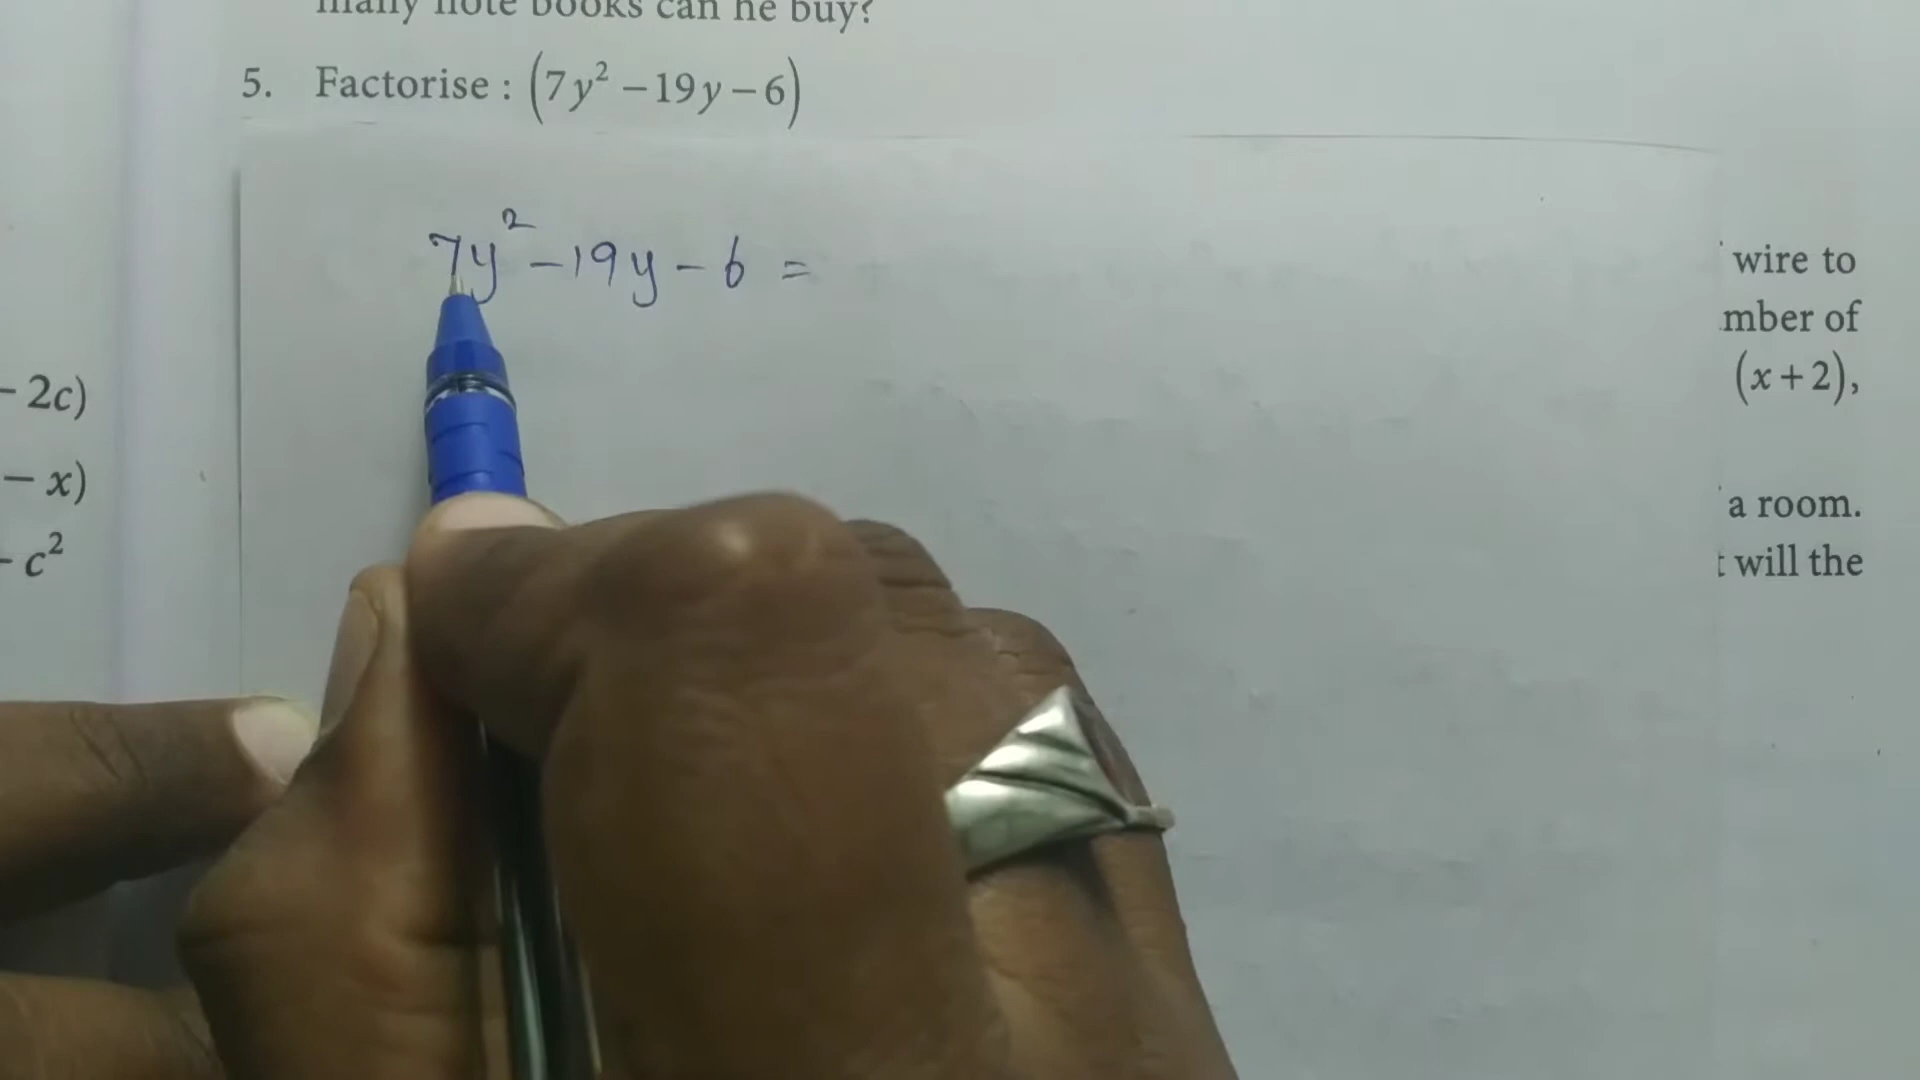 many note books can he buy?
5. Factorise : (7y² – 19y – 6)
7y² – 19y – 6 =
wire to
mber of
– 2c)
(x + 2),
– x)
a room.
– c²
will the